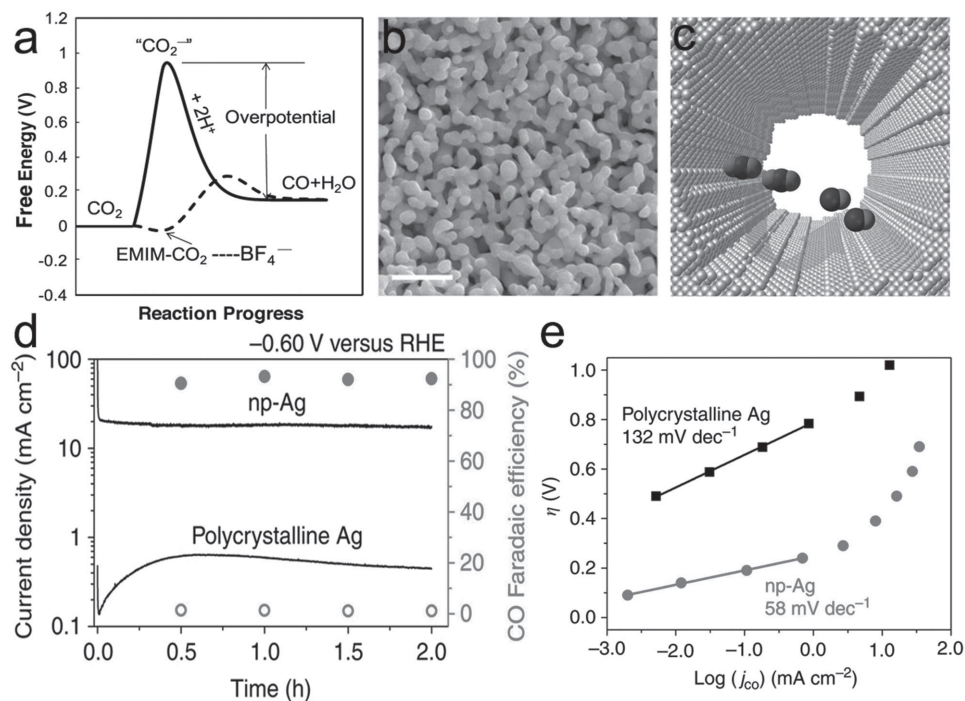 a
1.2
1
0.8
0.6
0.4
0.2
0
-0.2
-0.4
Free Energy (V)
"CO2—"
+ 2H+
Overpotential
CO2
CO+H2O
EMIM-CO2 ----BF4—
Reaction Progress
b
c
d
–0.60 V versus RHE
100
10
1
0.1
Current density (mA cm–2)
np-Ag
Polycrystalline Ag
100
90
80
70
60
50
40
30
20
10
0
CO Faradaic efficiency (%)
0.0 0.5 1.0 1.5 2.0
Time (h)
e
1.0
0.8
0.6
0.4
0.2
0.0
η (V)
Polycrystalline Ag
132 mV dec–1
np-Ag
58 mV dec–1
–3.0 –2.0 –1.0 0.0 1.0 2.0
Log (jco) (mA cm–2)